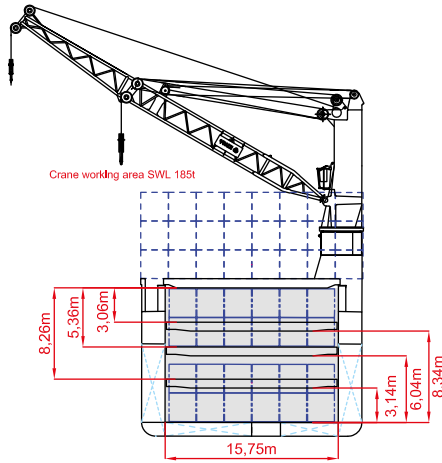 Crane working area SWL 185t
8,26m
5,36m
3,06m
3,14m
6,04m
8,34m
15,75m